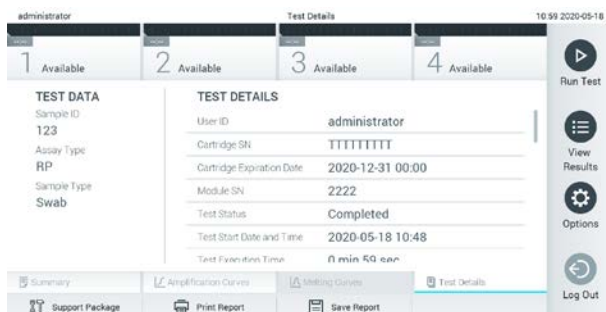 administrator Test Details 10:59 2020-05-18
1 Available 2 Available 3 Available 4 Available
Run Test
TEST DATA
Sample ID
123
Assay Type
RP
Sample Type
Swab
TEST DETAILS
User ID administrator
Cartridge SN TTTTTTTTT
Cartridge Expiration Date 2020-12-31 00:00
Module SN 2222
Test Status Completed
Test Start Date and Time 2020-05-18 10:48
Test Execution Time 0 min 59 sec
View
Results
Options
Log Out
Summary Amplification Curves Melting Curves Test Details
Support Package Print Report Save Report